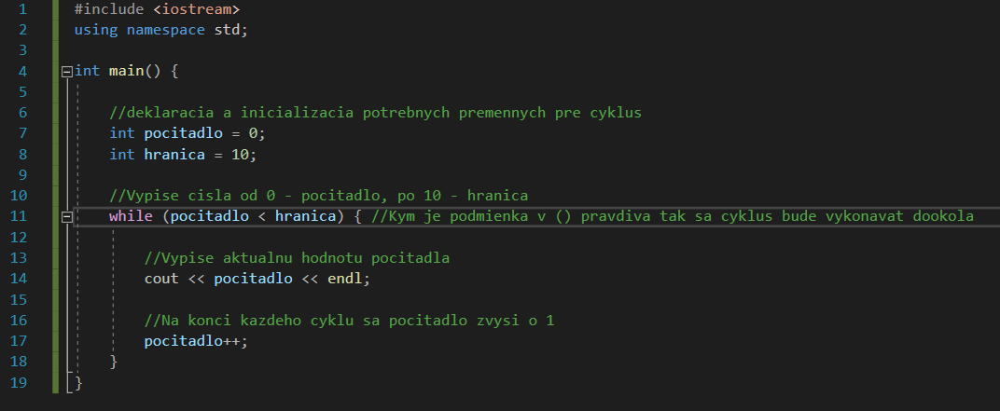 1 #include <iostream>
2 using namespace std;
3
4 int main() {
5
6 //deklaracia a inicializacia potrebnych premennych pre cyklus
7 int pocitadlo = 0;
8 int hranica = 10;
9
10 //Vypise cisla od 0 - pocitadlo, po 10 - hranica
11 while (pocitadlo < hranica) { //Kym je podmienka v () pravdiva tak sa cyklus bude vykonavat dookola
12
13 //Vypise aktualnu hodnotu pocitadla
14 cout << pocitadlo << endl;
15
16 //Na konci kazdeho cyklu sa pocitadlo zvysi o 1
17 pocitadlo++;
18 }
19 }